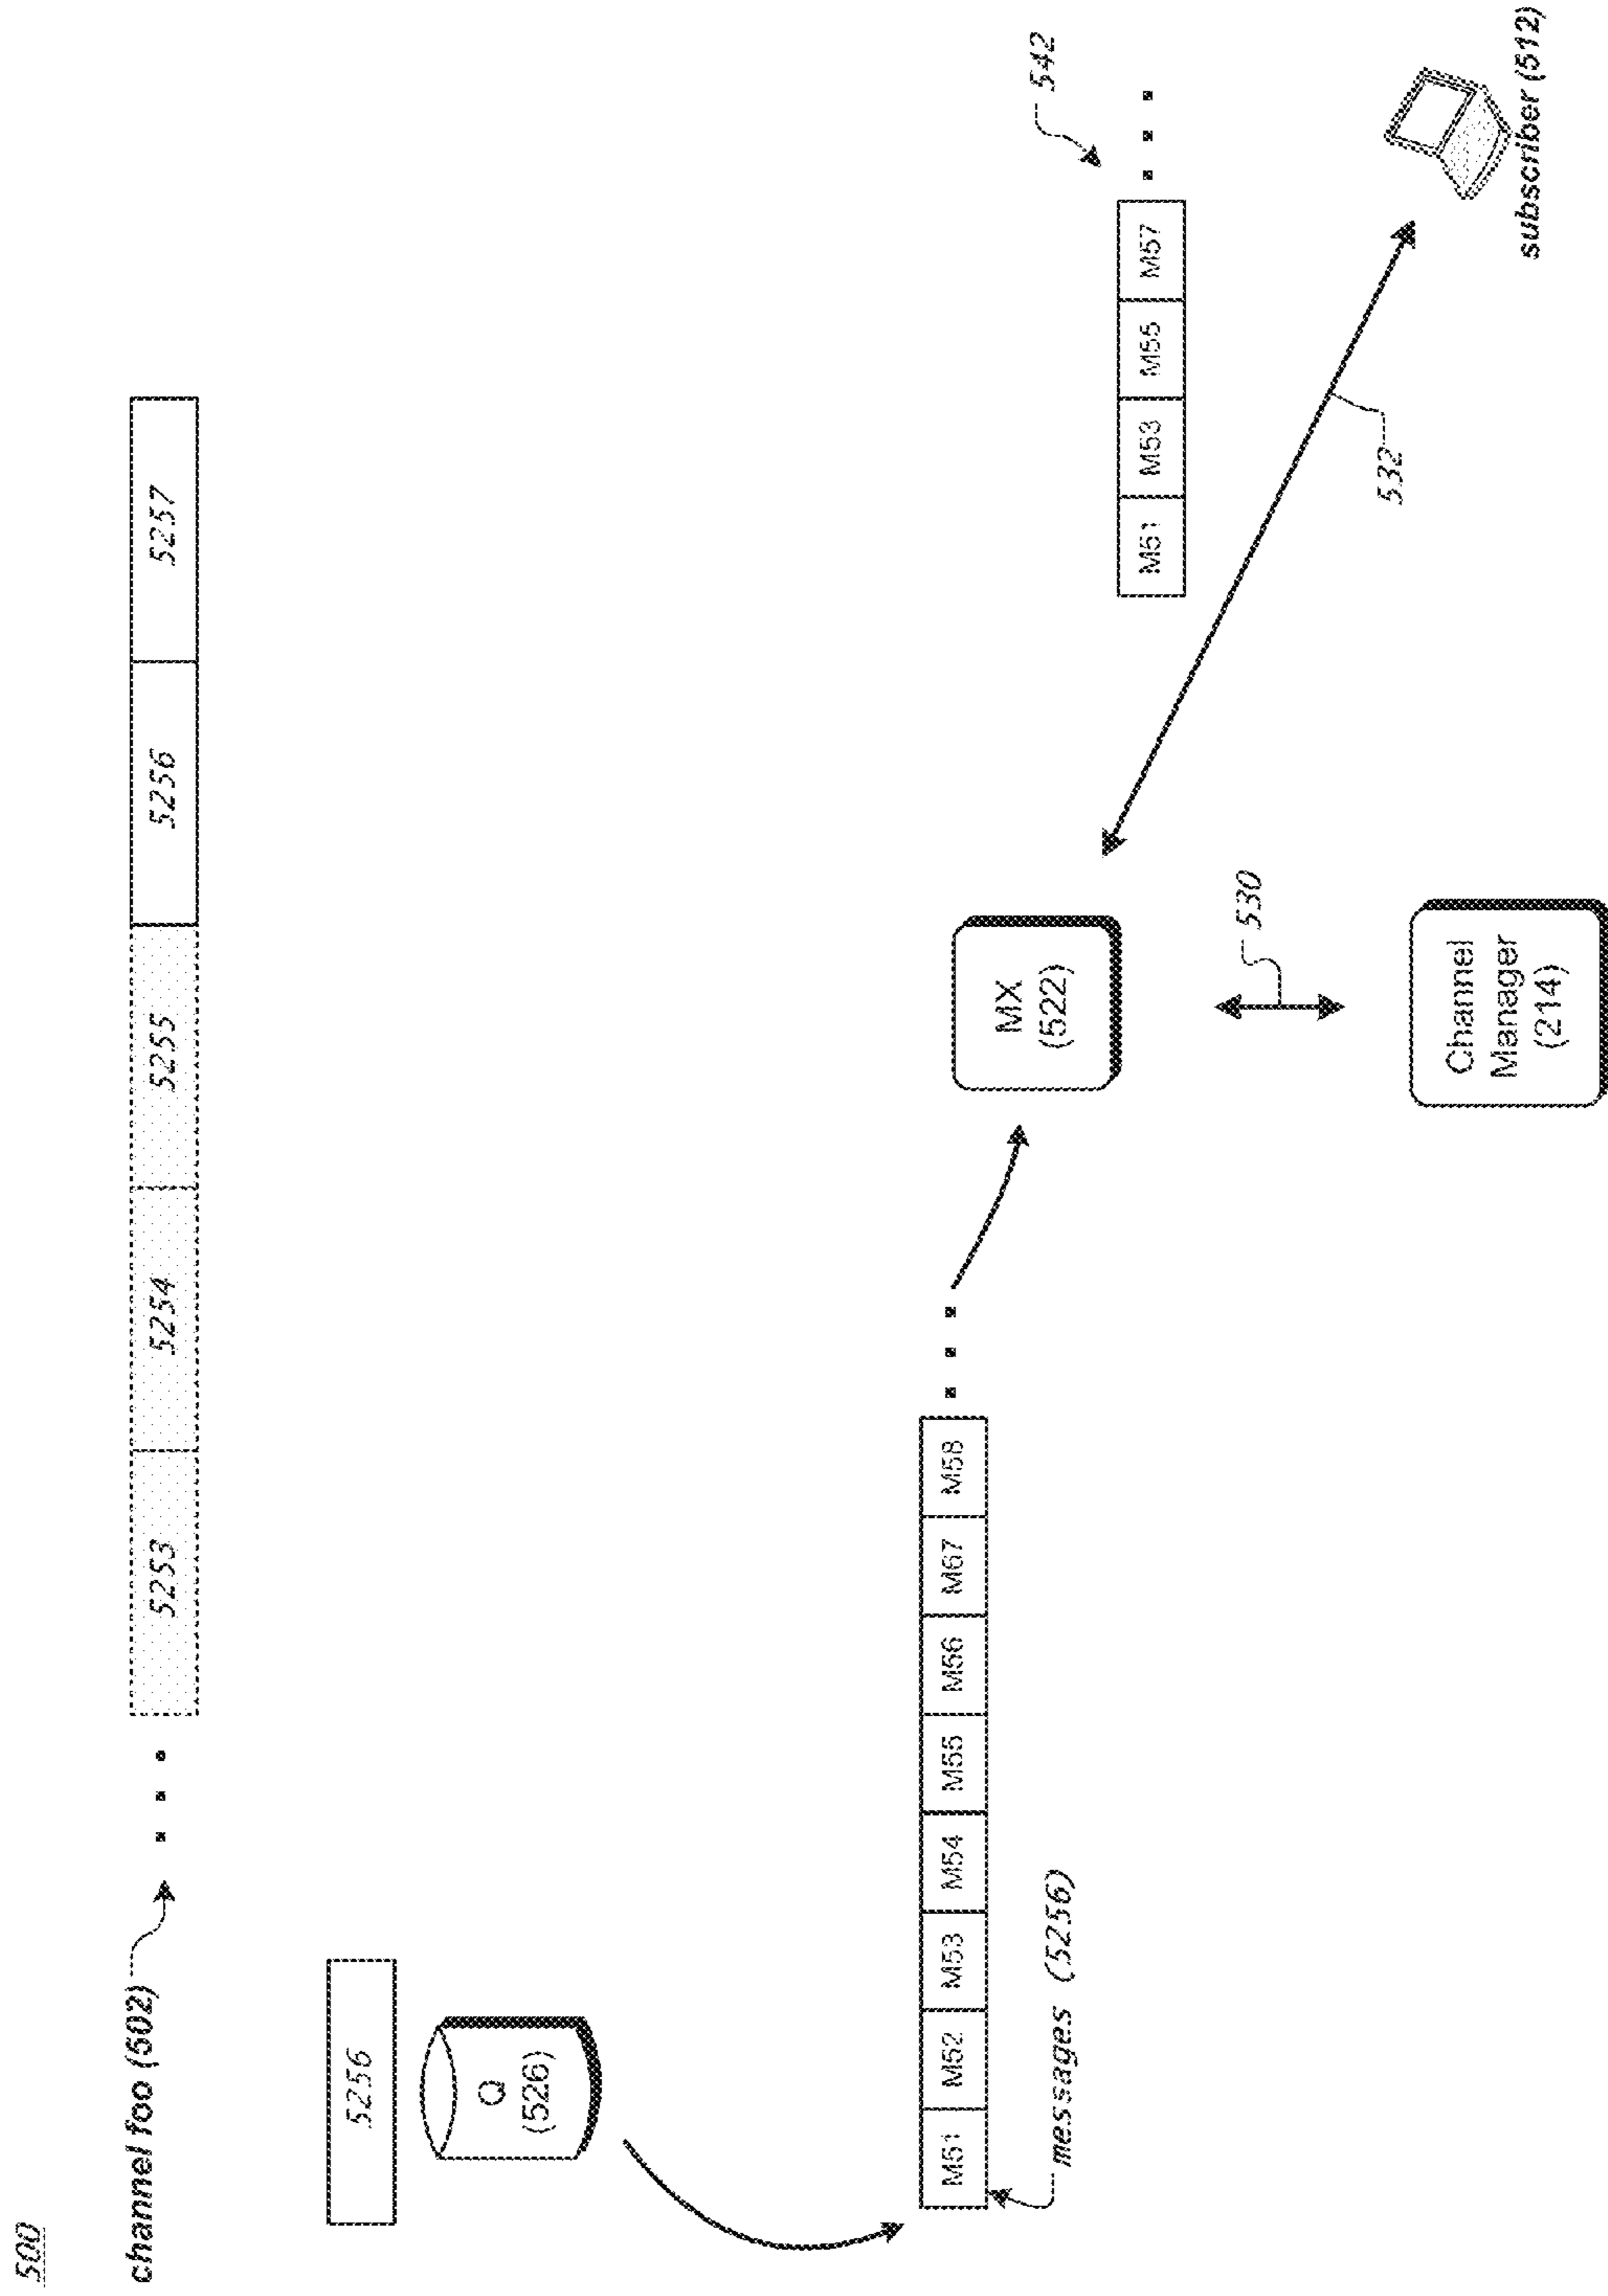 500
channel foo (502)
5253
5254
5255
5256
5257
5256
Q
(526)
M51
M52
M53
M54
M55
M56
M67
M58
messages (5256)
MX
(522)
530
Channel
Manager
(214)
M51
M53
M55
M57
542
532
subscriber (512)